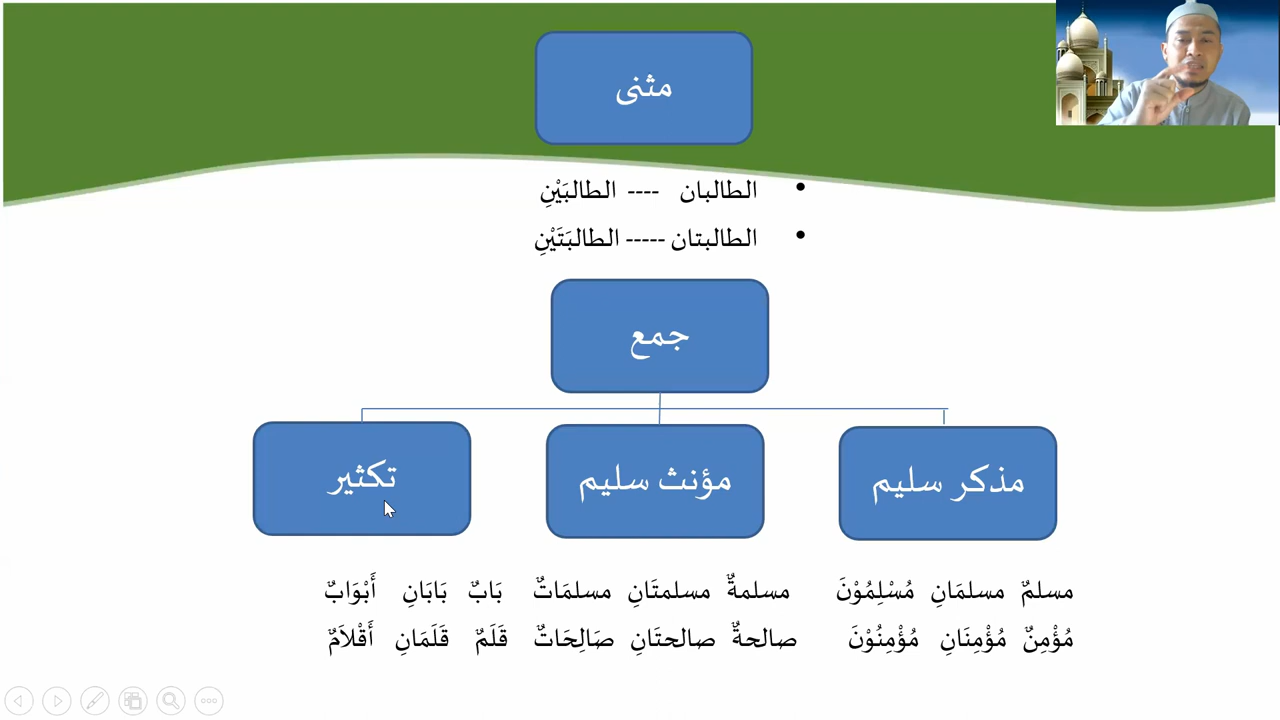 مثنى
الطالبان ---- الطالبَيْنِ
الطالبتان ----- الطالبَتَيْنِ
جمع
مذكر سليم
مؤنث سليم
تكثير
مسلمٌ مسلمَانِ مُسْلِمُوْنَ
مُؤْمِنٌ مُؤْمِنَانِ مُؤْمِنُوْنَ
مسلمةٌ مسلمتَانِ مسلمَاتٌ
صالحةٌ صالحتَانِ صَالِحَاتٌ
بَابٌ بَابَانِ أَبْوَابٌ
قَلَمٌ قَلَمَانِ أَقْلاَمٌ